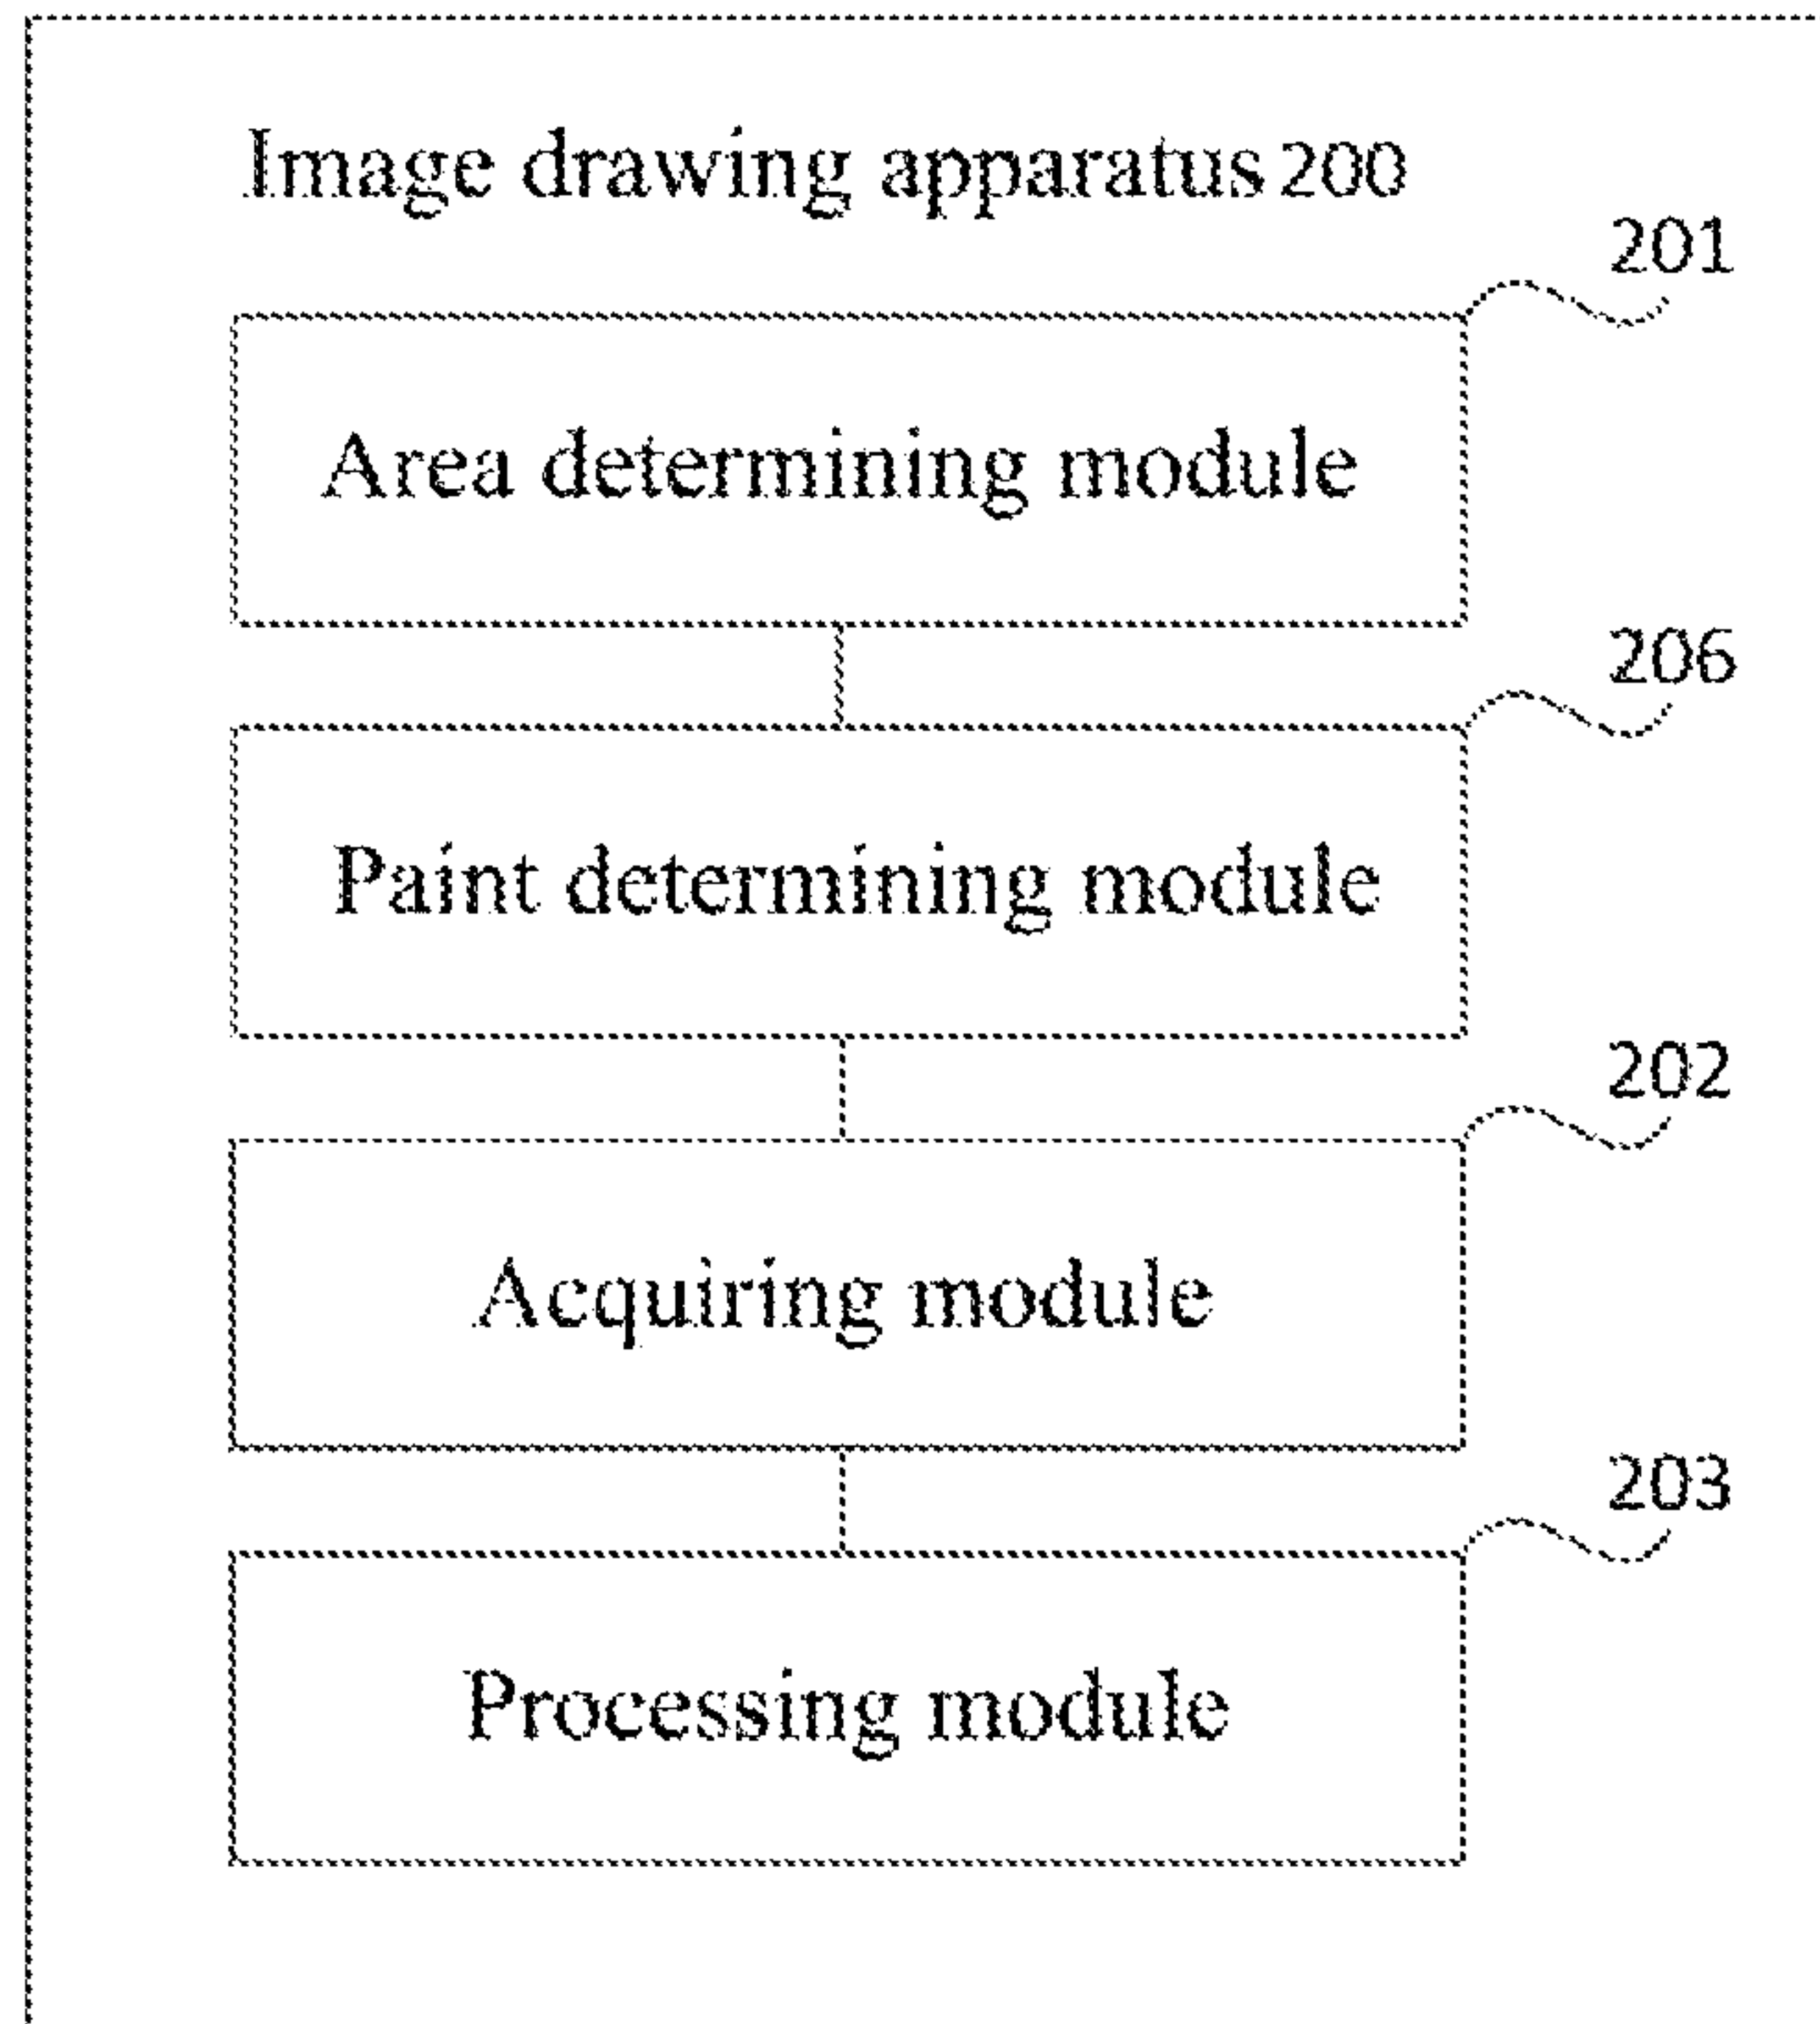 Image drawing apparatus 200
201
Area determining module
206
Paint determining module
202
Acquiring module
203
Processing module